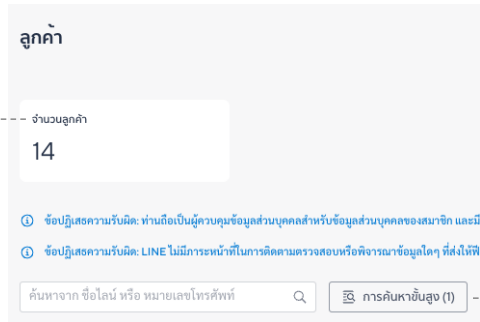 ลูกค้า
จำนวนลูกค้า
14
ข้อปฏิเสธความรับผิด: ท่านถือเป็นผู้ควบคุมข้อมูลส่วนบุคคลสำหรับข้อมูลส่วนบุคคลของสมาชิก และมี
ข้อปฏิเสธความรับผิด: LINE ไม่มีภาระหน้าที่ในการติดตามตรวจสอบหรือพิจารณาข้อมูลใดๆ ที่ส่งให้ฟี
ค้นหาจาก ชื่อไลน์ หรือ หมายเลขโทรศัพท์
การค้นหาขั้นสูง (1)